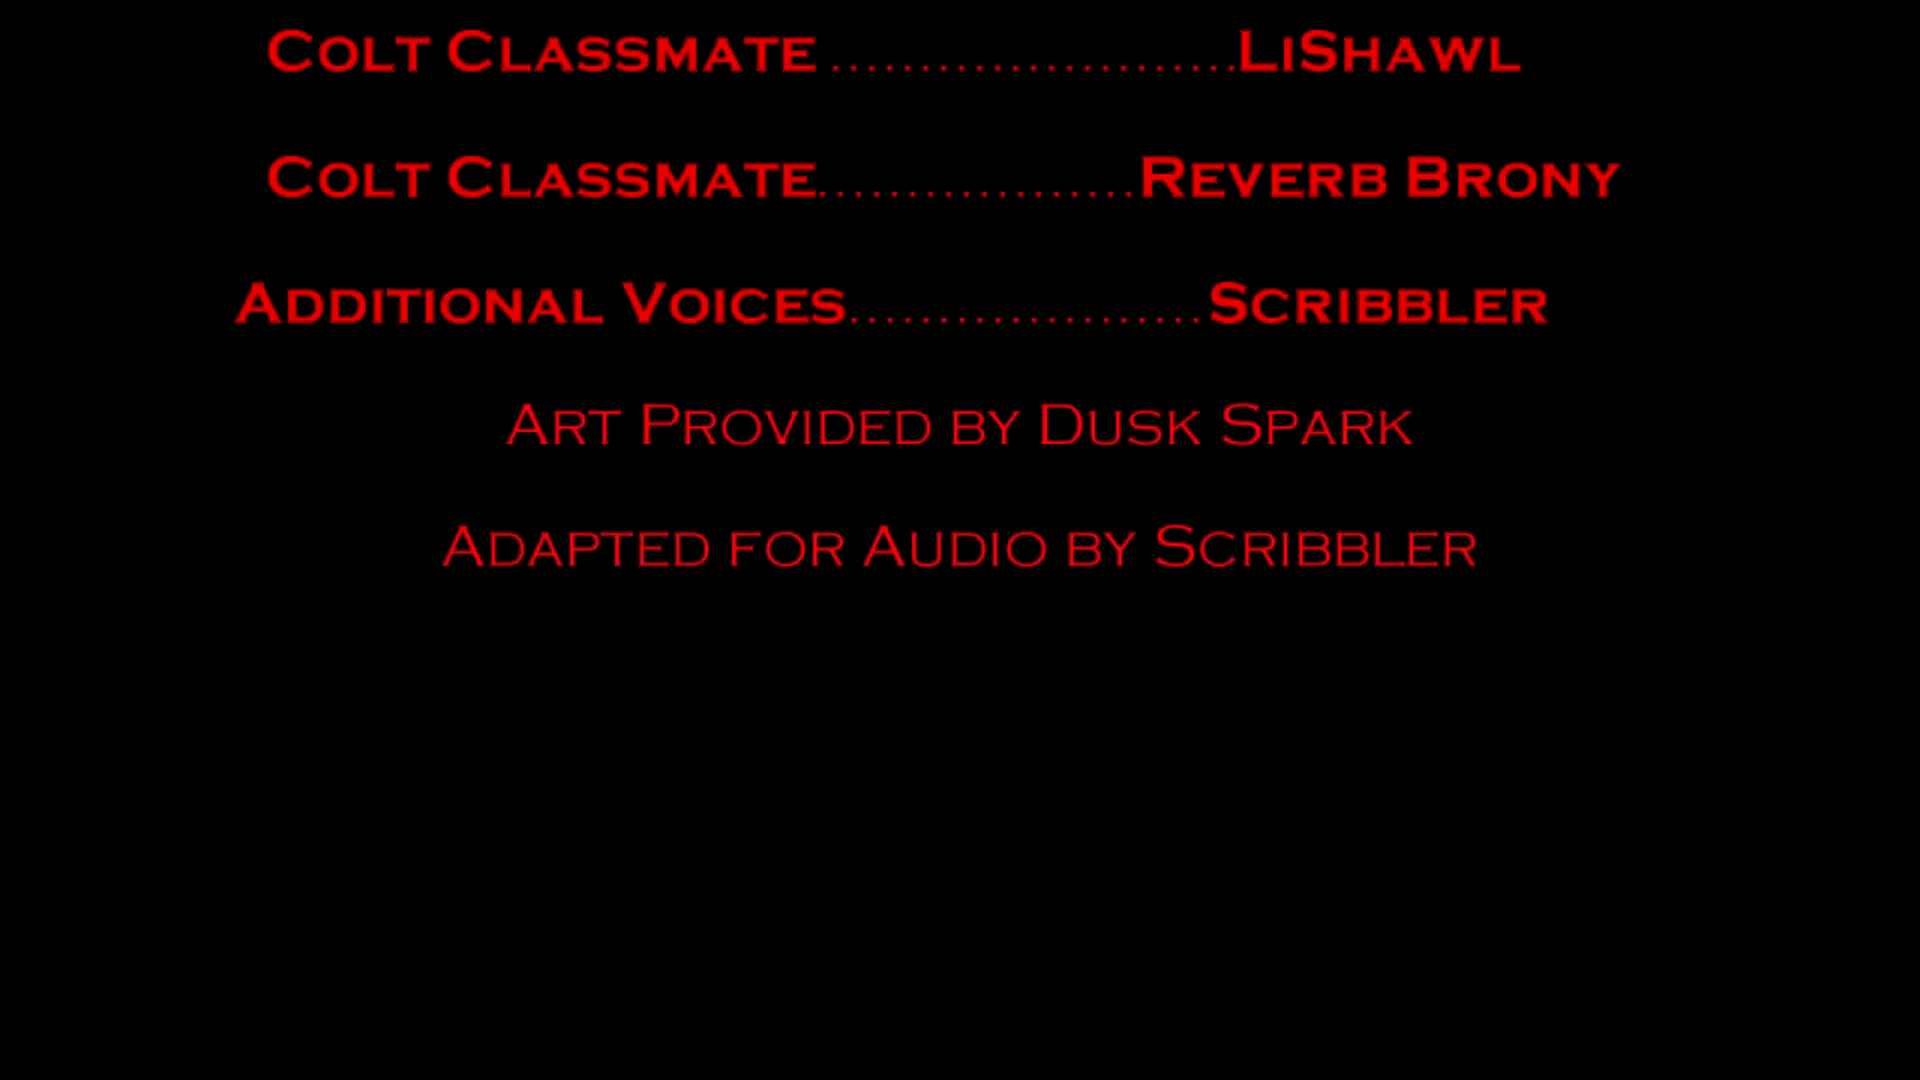 Colt Classmate .......................LiShawl
Colt Classmate..................Reverb Brony
Additional Voices....................Scribbler
Art Provided by Dusk Spark
Adapted for Audio by Scribbler